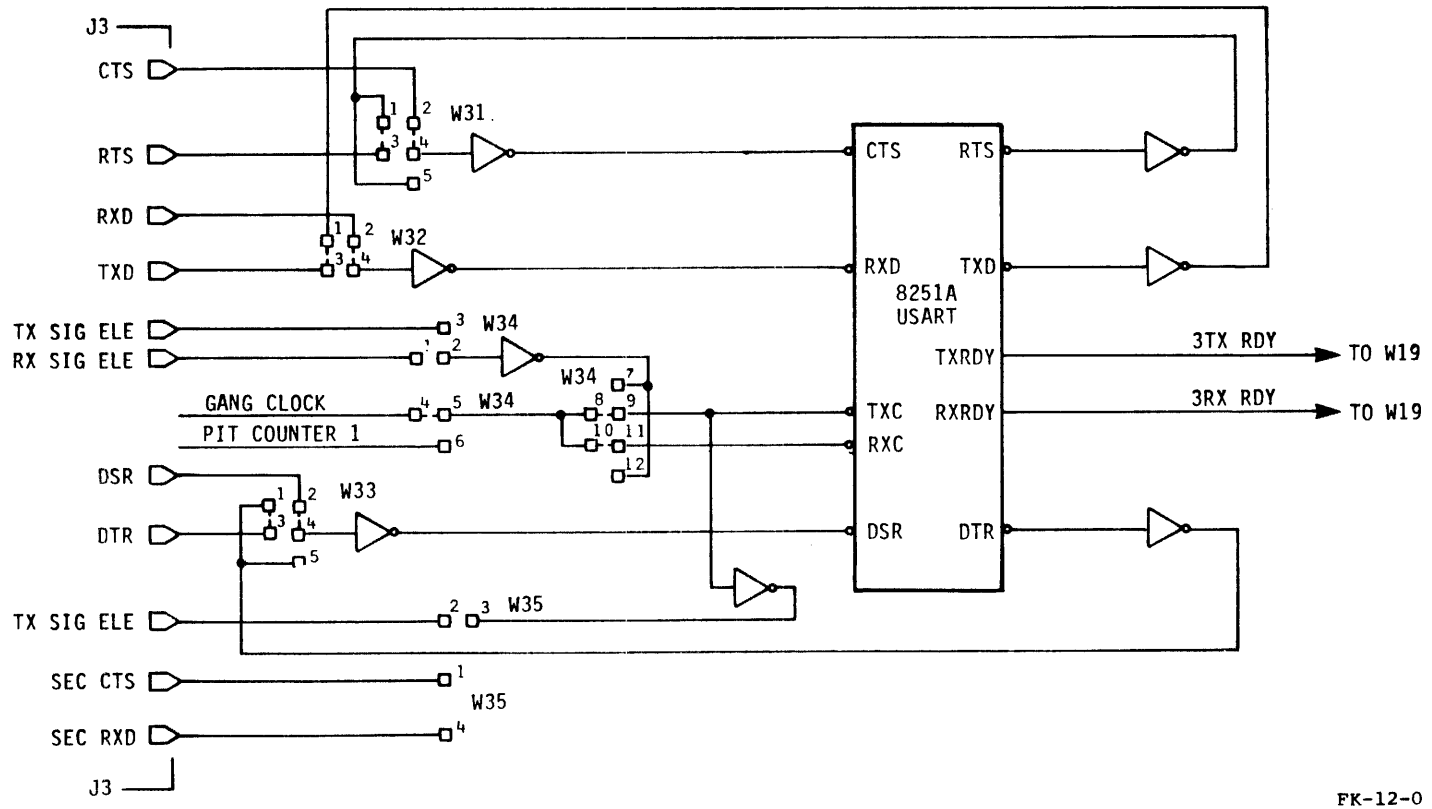 J3
CTS
1 2 W31
RTS 3 4
5
CTS RTS
RXD
1 2
W32
TXD 3 4
RXD TXD
8251A
USART
TX SIG ELE 3 W34
RX SIG ELE 1 2
TXRDY 3TX RDY TO W19
W34 7
GANG CLOCK 4 5 W34 8 9
TXC RXRDY 3RX RDY TO W19
PIT COUNTER 1 6 10 11
RXC
12
DSR
1 2 W33
DTR 3 4
DSR DTR
5
TX SIG ELE 2 3 W35
SEC CTS 1
W35
SEC RXD 4
J3
FK-12-0